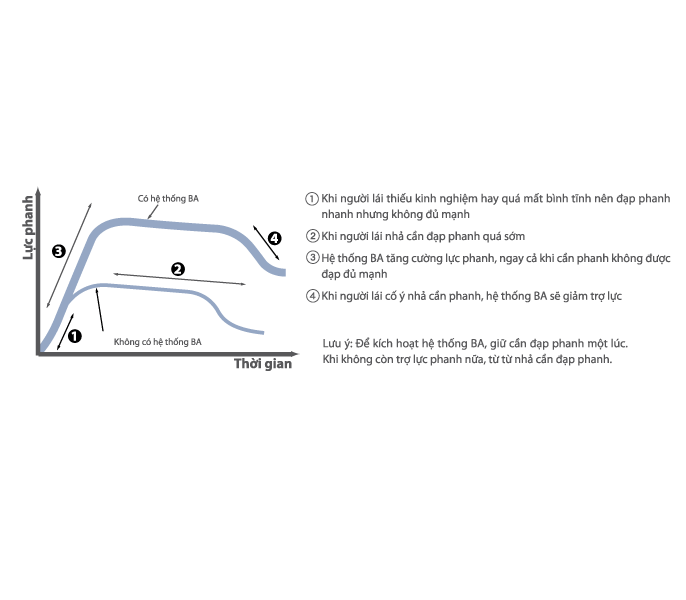 Lực phanh
Có hệ thống BA
3
4
2
1
Không có hệ thống BA
Thời gian
① Khi người lái thiếu kinh nghiệm hay quá mất bình tĩnh nên đạp phanh
nhanh nhưng không đủ mạnh
② Khi người lái nhả cần đạp phanh quá sớm
③ Hệ thống BA tăng cường lực phanh, ngay cả khi cần phanh không được
đạp đủ mạnh
④ Khi người lái cố ý nhả cần phanh, hệ thống BA sẽ giảm trợ lực
Lưu ý: Để kích hoạt hệ thống BA, giữ cần đạp phanh một lúc.
Khi không còn trợ lực phanh nữa, từ từ nhả cần đạp phanh.